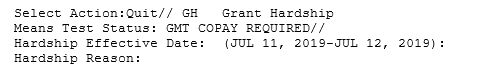 Select Action:Quit// GH   Grant Hardship
Means Test Status: GMT COPAY REQUIRED//
Hardship Effective Date:  (JUL 11, 2019-JUL 12, 2019):
Hardship Reason: